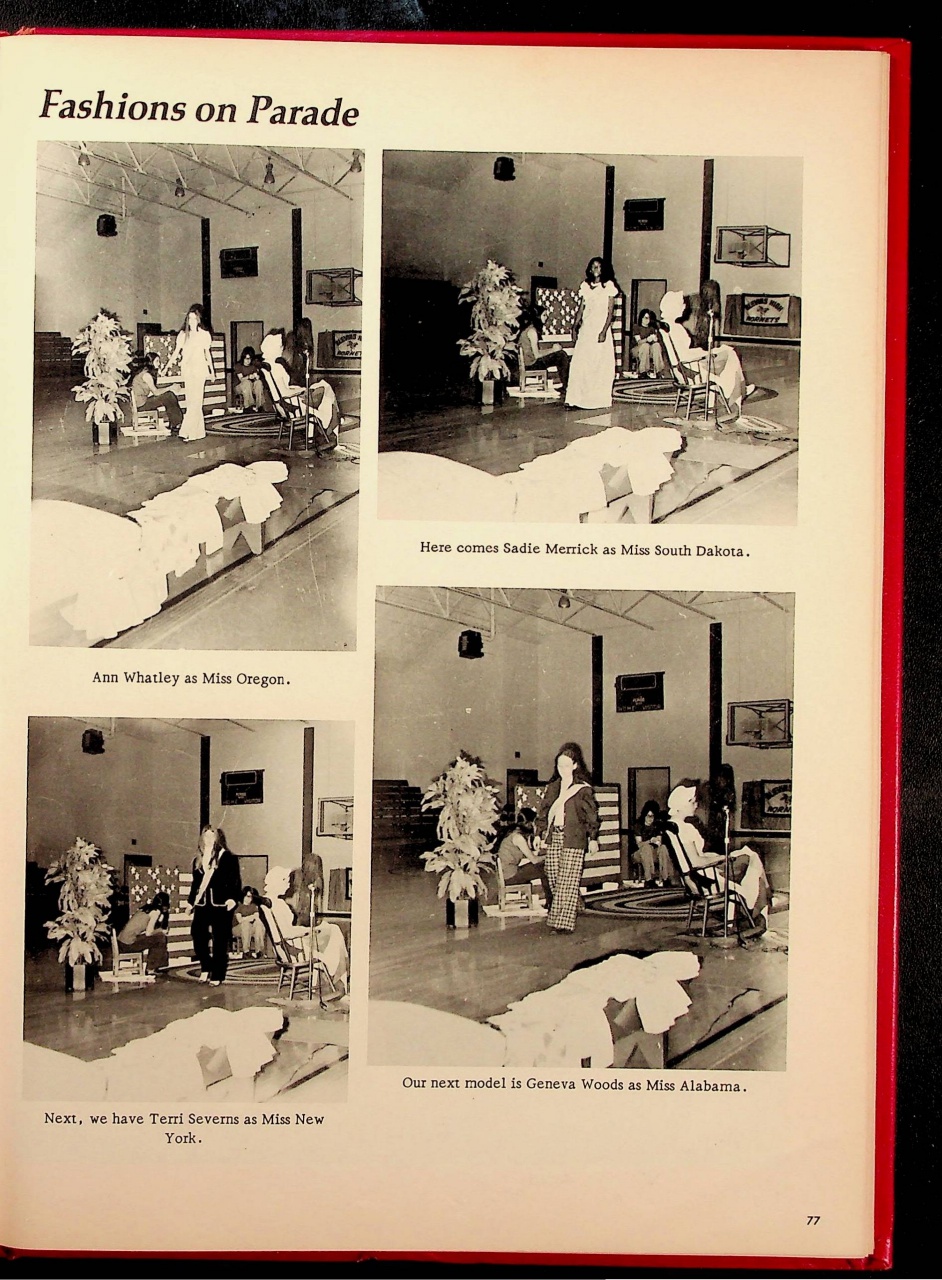 Fashions on Parade
HORNETT
Here comes Sadie Merrick as Miss South Dakota.
Ann Whatley as Miss Oregon.
Our next model is Geneva Woods as Miss Alabama.
Next, we have Terri Severns as Miss New
York.
77